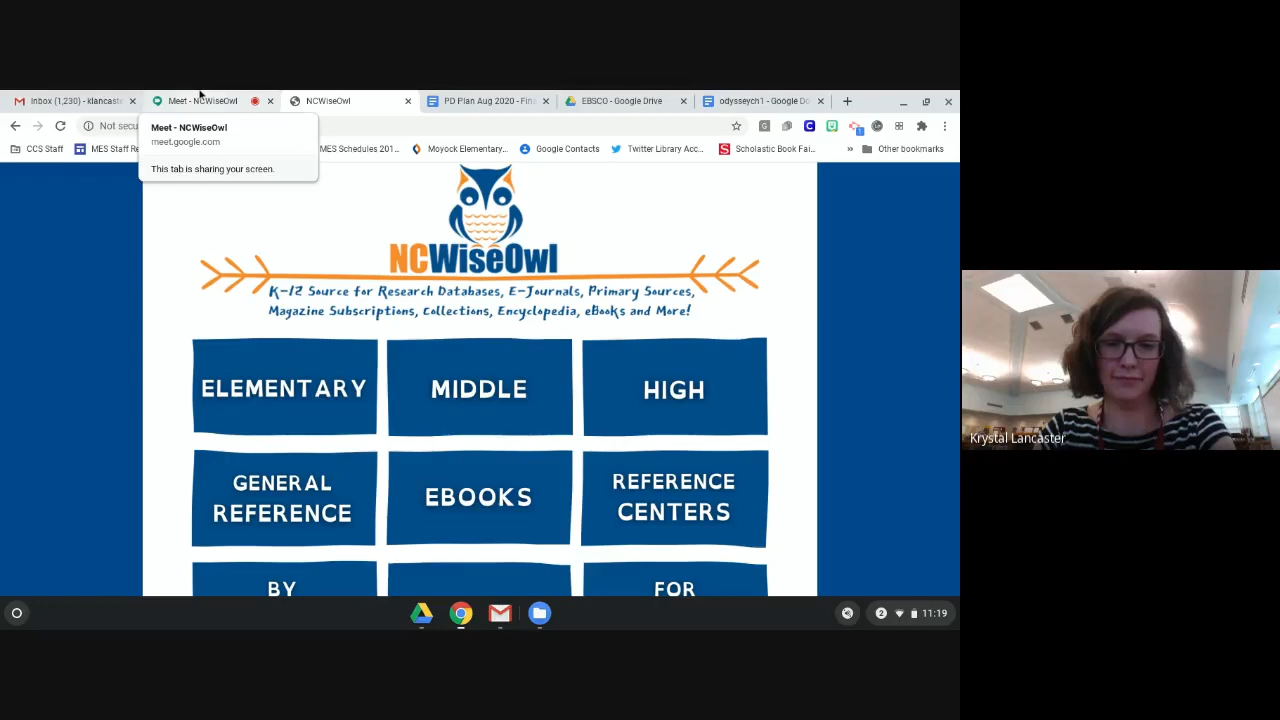 Inbox (1,230) - klancaste
Meet - NCWiseOwl
NCWiseOwl
PD Plan Aug 2020 - Fin
EBSCO - Google Drive
odysseych1 - Google Do
Not secu
Meet - NCWiseOwl
meet.google.com
This tab is sharing your screen.
CCS Staff
MES Staff Re
MES Schedules 201...
Moyock Elementary...
Google Contacts
Twitter Library Acc...
Scholastic Book Fai...
»
Other bookmarks
NCWiseOwl
K-12 Source for Research Databases, E-Journals, Primary Sources,
Magazine Subscriptions, Collections, Encyclopedia, eBooks and More!
ELEMENTARY
MIDDLE
HIGH
GENERAL
REFERENCE
EBOOKS
REFERENCE
CENTERS
BY
FOR
2
11:19
Krystal Lancaster